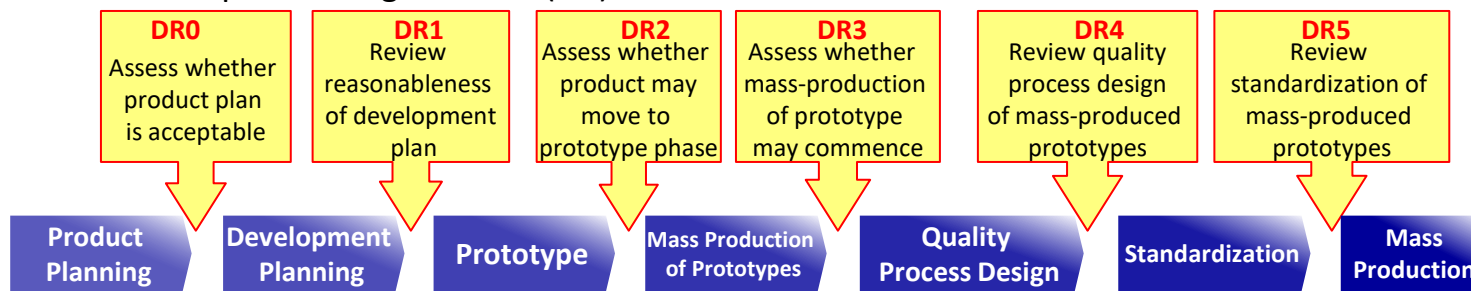 DR0
Assess whether
product plan
is acceptable
DR1
Review
reasonableness
of development
plan
DR2
Assess whether
product may
move to
prototype phase
DR3
Assess whether
mass-production
of prototype
may commence
DR4
Review quality
process design
of mass-produced
prototypes
DR5
Review
standardization of
mass-produced
prototypes
Product
Planning
Development
Planning
Prototype
Mass Production
of Prototypes
Quality
Process Design
Standardization
Mass
Production